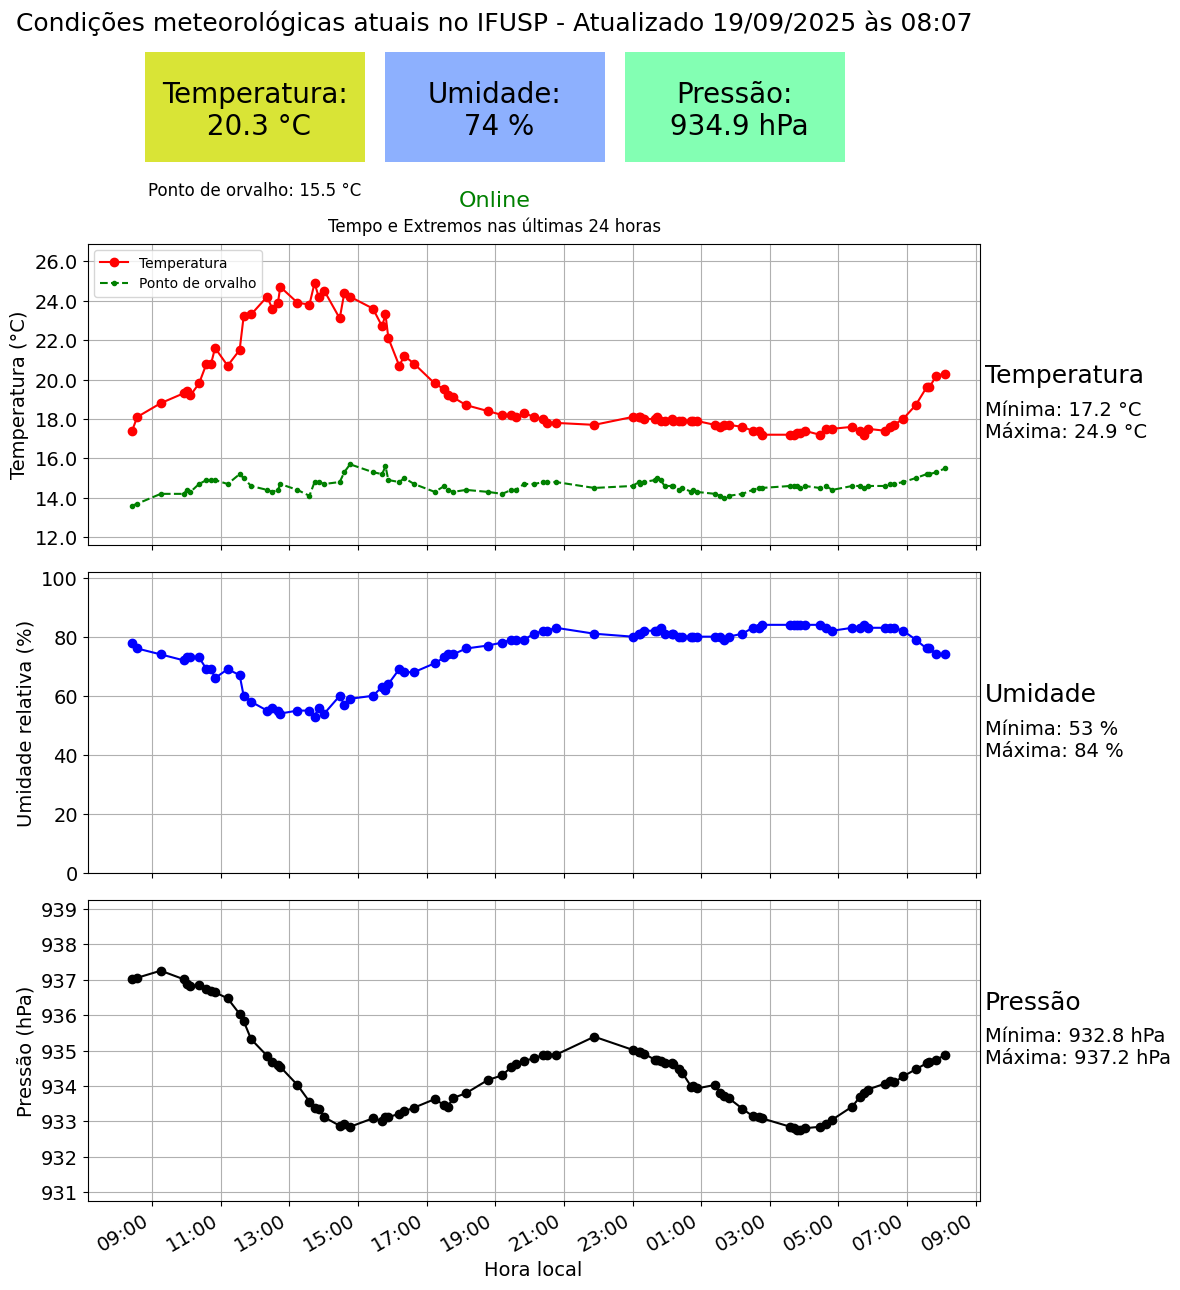 Condições meteorológicas atuais no IFUSP - Atualizado 19/09/2025 às 08:07
Temperatura:
20.3 °C
Umidade:
74 %
Pressão:
934.9 hPa
Ponto de orvalho: 15.5 °C
Online
Tempo e Extremos nas últimas 24 horas
Temperatura
Ponto de orvalho
Temperatura (°C)
26.0
24.0
22.0
20.0
18.0
16.0
14.0
12.0
Temperatura
Mínima: 17.2 °C
Máxima: 24.9 °C
Umidade relativa (%)
100
80
60
40
20
0
Umidade
Mínima: 53 %
Máxima: 84 %
Pressão (hPa)
939
938
937
936
935
934
933
932
931
Pressão
Mínima: 932.8 hPa
Máxima: 937.2 hPa
09:00
11:00
13:00
15:00
17:00
19:00
21:00
23:00
01:00
03:00
05:00
07:00
09:00
Hora local